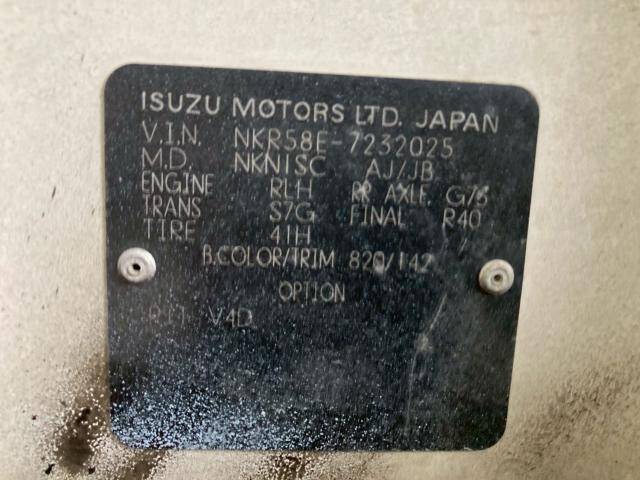 ISUZU MOTORS LTD. JAPAN
V.I.N. NKR58E-7232025
M.D. NKN1SC AJ/JB
ENGINE RLH RR AXLE G76
TRANS S7G FINAL R40
TIRE 41H /
B.COLOR/TRIM 820/142
OPTION
V4D